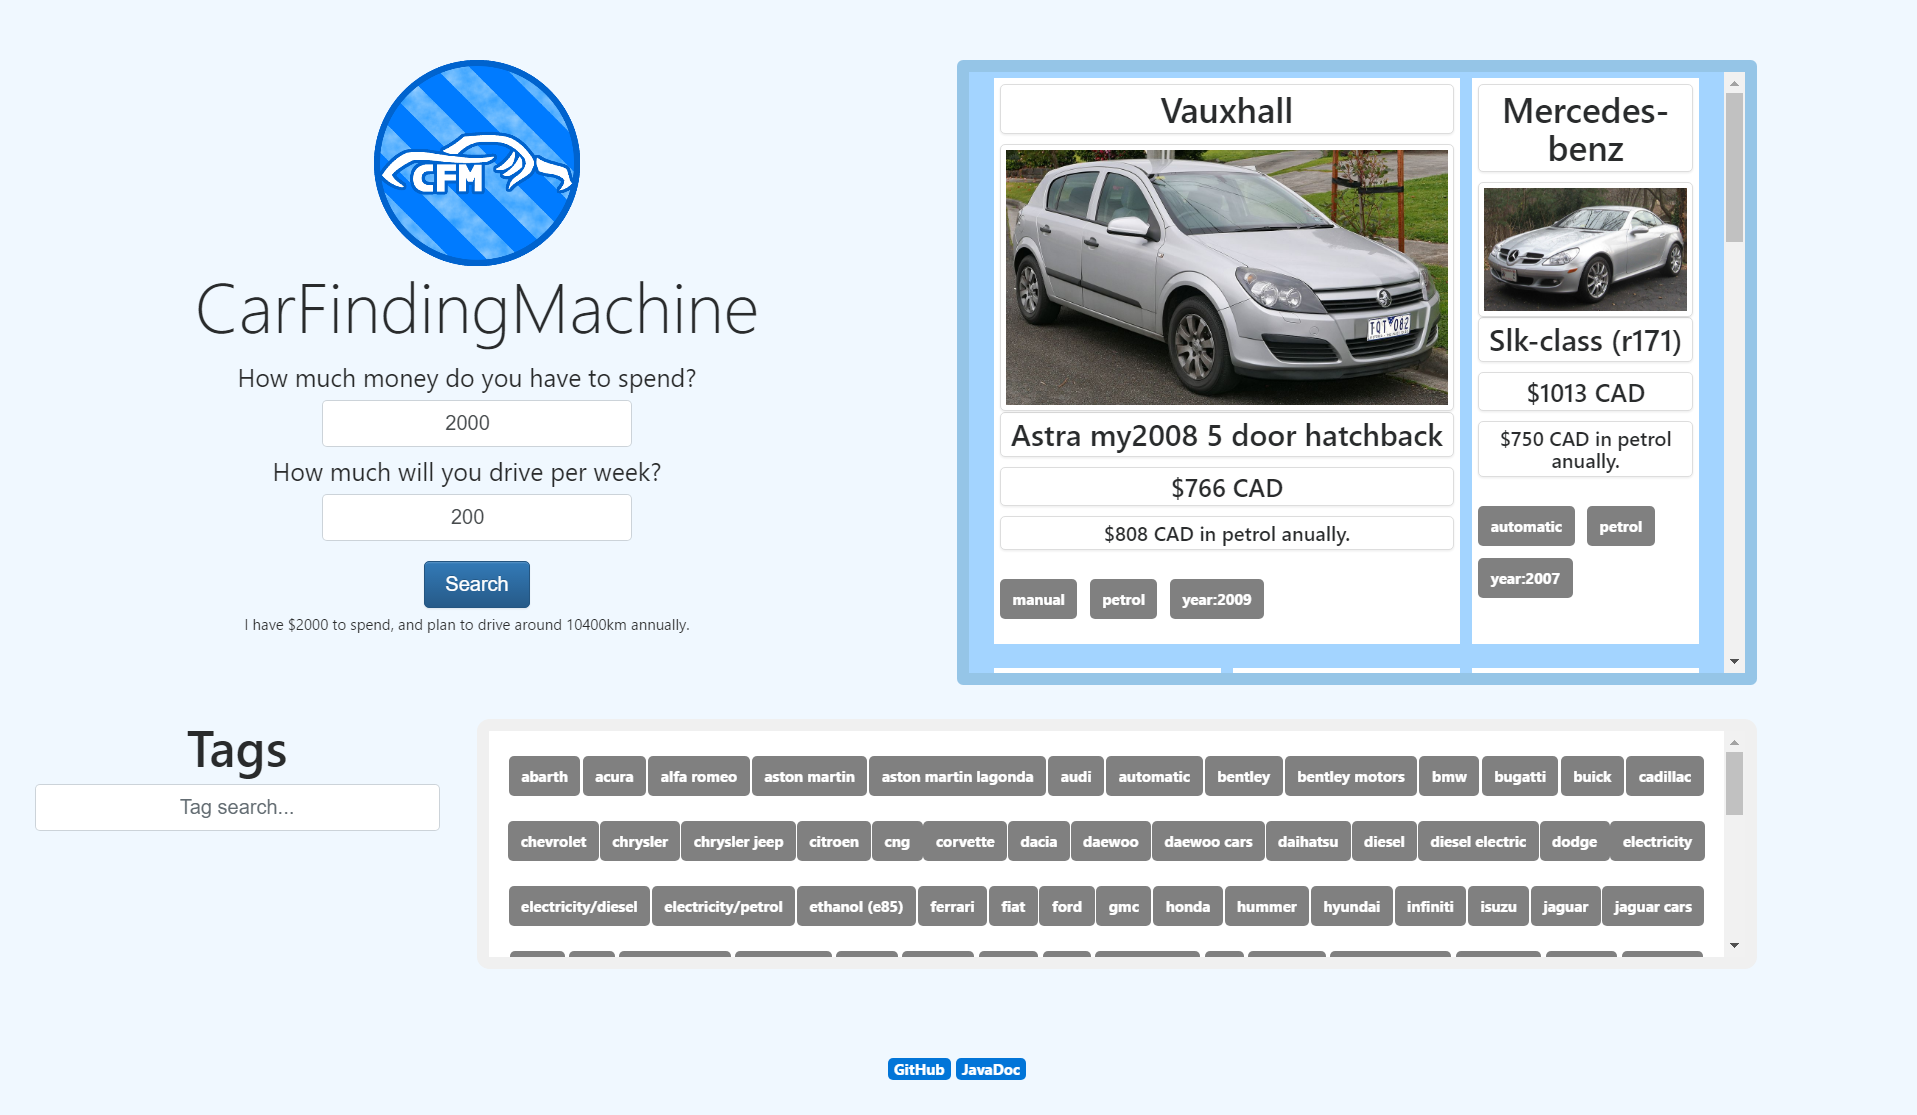 CFM
CarFindingMachine
How much money do you have to spend?
2000
How much will you drive per week?
200
Search
I have $2000 to spend, and plan to drive around 10400km annually.
Vauxhall
Astra my2008 5 door hatchback
$766 CAD
$808 CAD in petrol anually.
manual petrol year:2009
Mercedes-
benz
Slk-class (r171)
$1013 CAD
$750 CAD in petrol
anually.
automatic petrol
year:2007
Tags
Tag search...
abarth acura alfa romeo aston martin aston martin lagonda audi automatic bentley bentley motors bmw bugatti buick cadillac
chevrolet chrysler chrysler jeep citroen cng corvette dacia daewoo daewoo cars daihatsu diesel diesel electric dodge electricity
electricity/diesel electricity/petrol ethanol (e85) ferrari fiat ford gmc honda hummer hyundai infiniti isuzu jaguar jaguar cars
GitHub JavaDoc